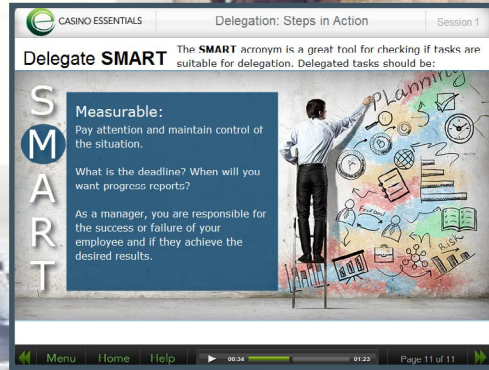 CASINO ESSENTIALS
Delegation: Steps in Action
Session 1
Delegate SMART
The SMART acronym is a great tool for checking if tasks are
suitable for delegation. Delegated tasks should be:
S
M
A
R
T
Measurable:
Pay attention and maintain control of
the situation.
What is the deadline? When will you
want progress reports?
As a manager, you are responsible for
the success or failure of your
employee and if they achieve the
desired results.
PLanning
A
B
Feedback
Risk
Menu
Home
Help
00:34
01:23
Page 11 of 11